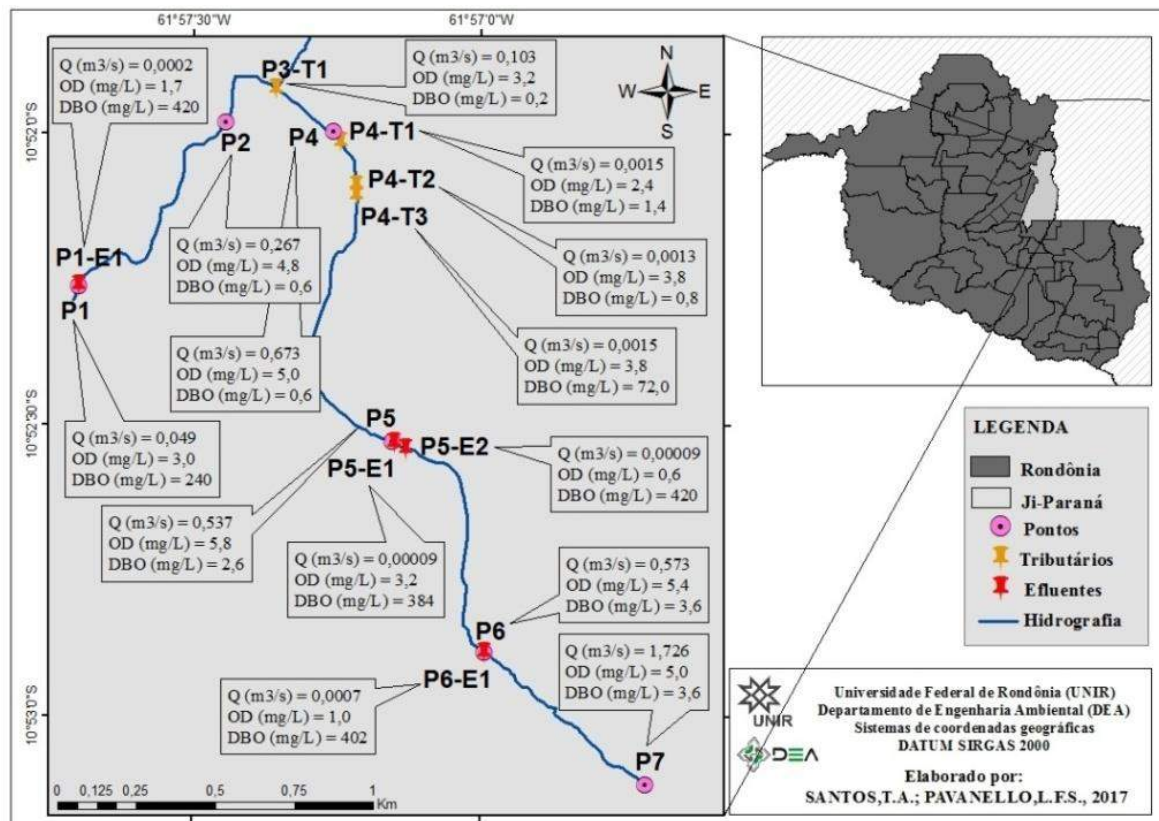 61°57'30"W
61°57'0"W
10°52'0"S
10°52'30"S
10°53'0"S
Q (m3/s) = 0,0002
OD (mg/L) = 1,7
DBO (mg/L) = 420
P3-T1
Q (m3/s) = 0,103
OD (mg/L) = 3,2
DBO (mg/L) = 0,2
N
W
E
S
P2
P4
P4-T1
Q (m3/s) = 0,0015
OD (mg/L) = 2,4
DBO (mg/L) = 1,4
P4-T2
P4-T3
Q (m3/s) = 0,267
OD (mg/L) = 4,8
DBO (mg/L) = 0,6
Q (m3/s) = 0,0013
OD (mg/L) = 3,8
DBO (mg/L) = 0,8
P1-E1
P1
Q (m3/s) = 0,673
OD (mg/L) = 5,0
DBO (mg/L) = 0,6
Q (m3/s) = 0,0015
OD (mg/L) = 3,8
DBO (mg/L) = 72,0
Q (m3/s) = 0,049
OD (mg/L) = 3,0
DBO (mg/L) = 240
P5
P5-E1
P5-E2
Q (m3/s) = 0,00009
OD (mg/L) = 0,6
DBO (mg/L) = 420
Q (m3/s) = 0,537
OD (mg/L) = 5,8
DBO (mg/L) = 2,6
Q (m3/s) = 0,00009
OD (mg/L) = 3,2
DBO (mg/L) = 384
Q (m3/s) = 0,573
OD (mg/L) = 5,4
DBO (mg/L) = 3,6
P6
P6-E1
Q (m3/s) = 1,726
OD (mg/L) = 5,0
DBO (mg/L) = 3,6
Q (m3/s) = 0,0007
OD (mg/L) = 1,0
DBO (mg/L) = 402
P7
0 0,125 0,25 0,5 0,75 1
Km
LEGENDA
Rondônia
Ji-Paraná
Pontos
Tributários
Efluentes
Hidrografia
UNIR
DEA
Universidade Federal de Rondônia (UNIR)
Departamento de Engenharia Ambiental (DEA)
Sistemas de coordenadas geográficas
DATUM SIRGAS 2000
Elaborado por:
SANTOS,T.A.; PAVANELLO,L.F.S., 2017